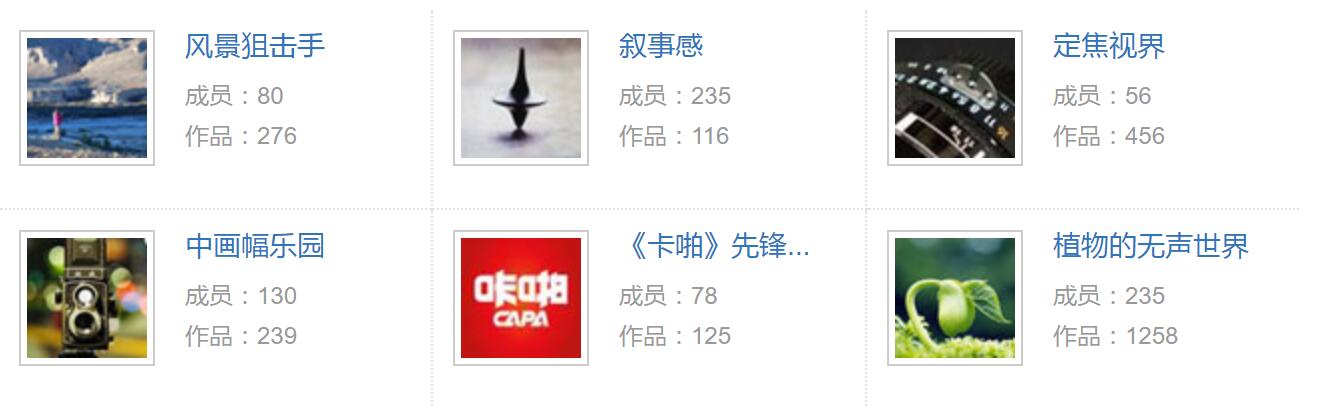 风景狙击手
成员：80
作品：276
叙事感
成员：235
作品：116
定焦视界
成员：56
作品：456
中画幅乐园
成员：130
作品：239
咔啪
CAPA
《卡啪》先锋...
成员：78
作品：125
植物的无声世界
成员：235
作品：1258